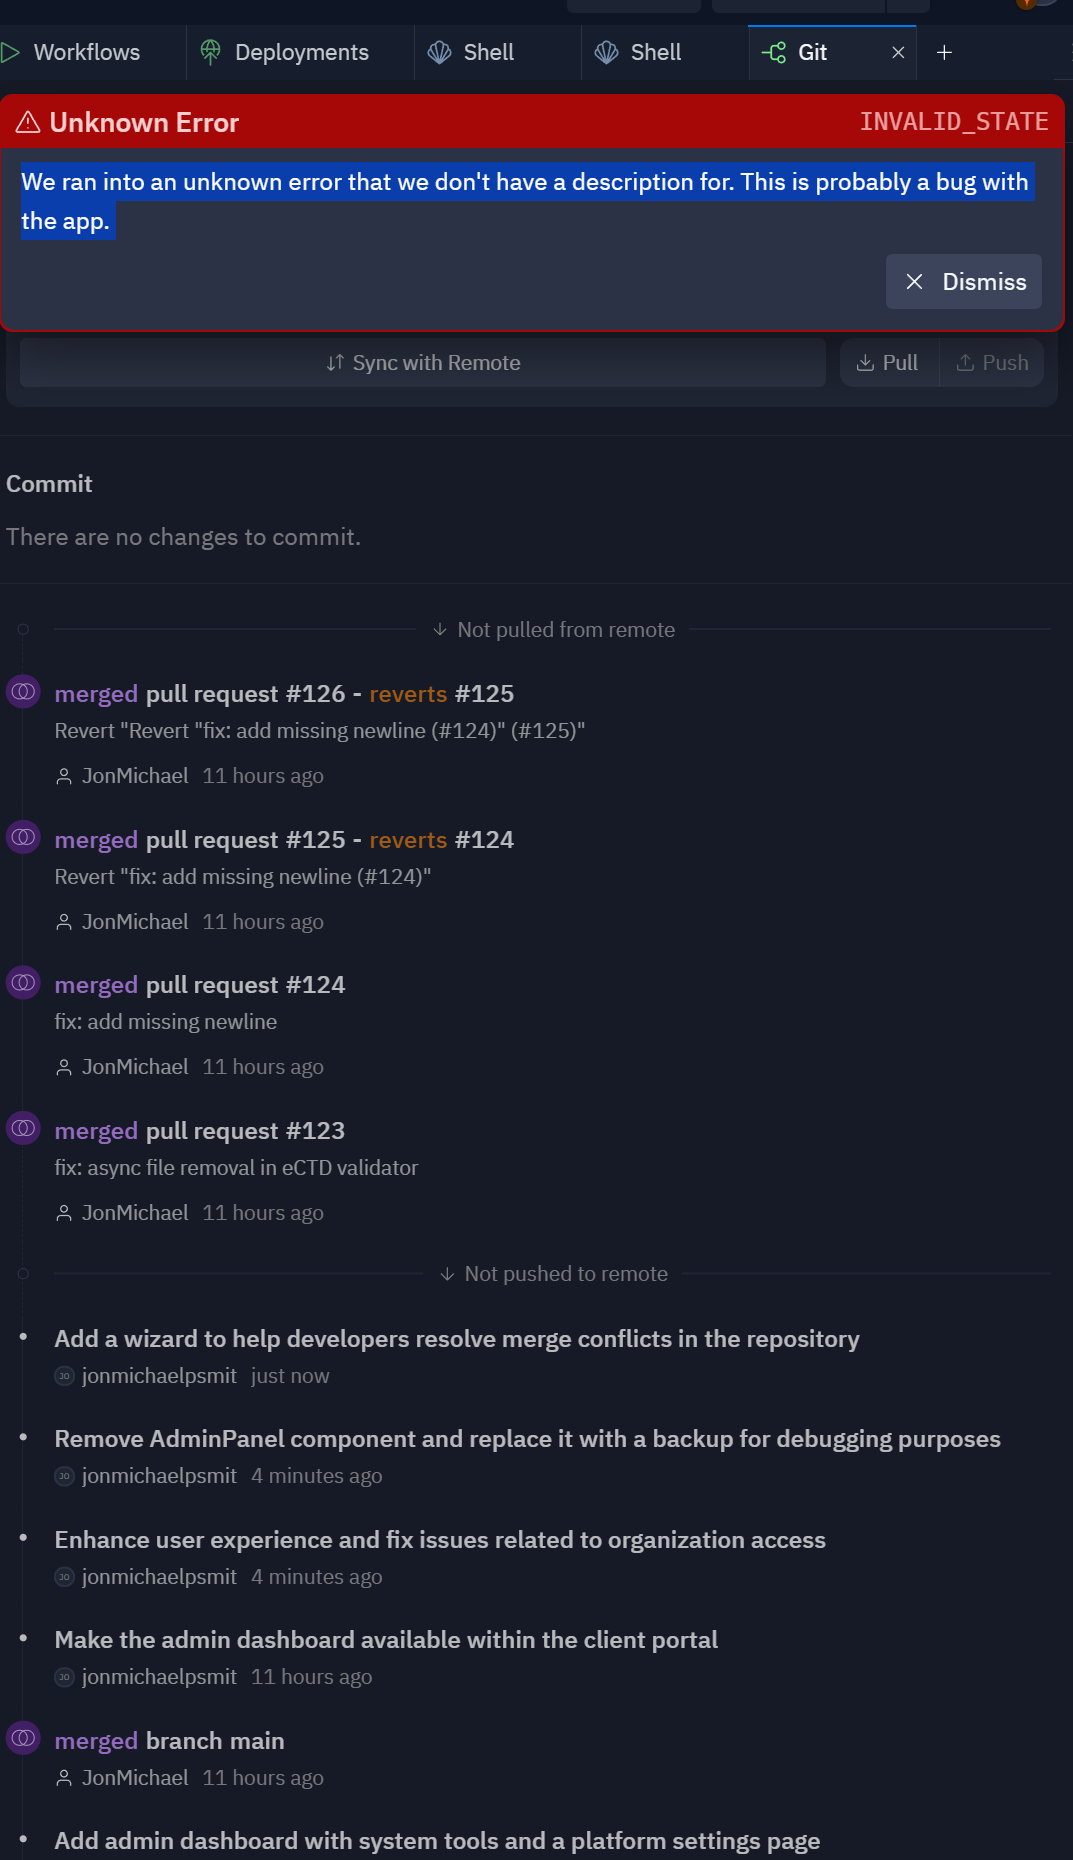 Workflows
Deployments
Shell
Shell
Git
Unknown Error
INVALID_STATE
We ran into an unknown error that we don't have a description for. This is probably a bug with
the app.
Dismiss
Sync with Remote
Pull
Push
Commit
There are no changes to commit.
Not pulled from remote
merged pull request #126 - reverts #125
Revert "Revert "fix: add missing newline (#124)" (#125)"
JonMichael 11 hours ago
merged pull request #125 - reverts #124
Revert "fix: add missing newline (#124)"
JonMichael 11 hours ago
merged pull request #124
fix: add missing newline
JonMichael 11 hours ago
merged pull request #123
fix: async file removal in eCTD validator
JonMichael 11 hours ago
Not pushed to remote
Add a wizard to help developers resolve merge conflicts in the repository
JO jonmichaelpsmit just now
Remove AdminPanel component and replace it with a backup for debugging purposes
JO jonmichaelpsmit 4 minutes ago
Enhance user experience and fix issues related to organization access
JO jonmichaelpsmit 4 minutes ago
Make the admin dashboard available within the client portal
JO jonmichaelpsmit 11 hours ago
merged branch main
JonMichael 11 hours ago
Add admin dashboard with system tools and a platform settings page